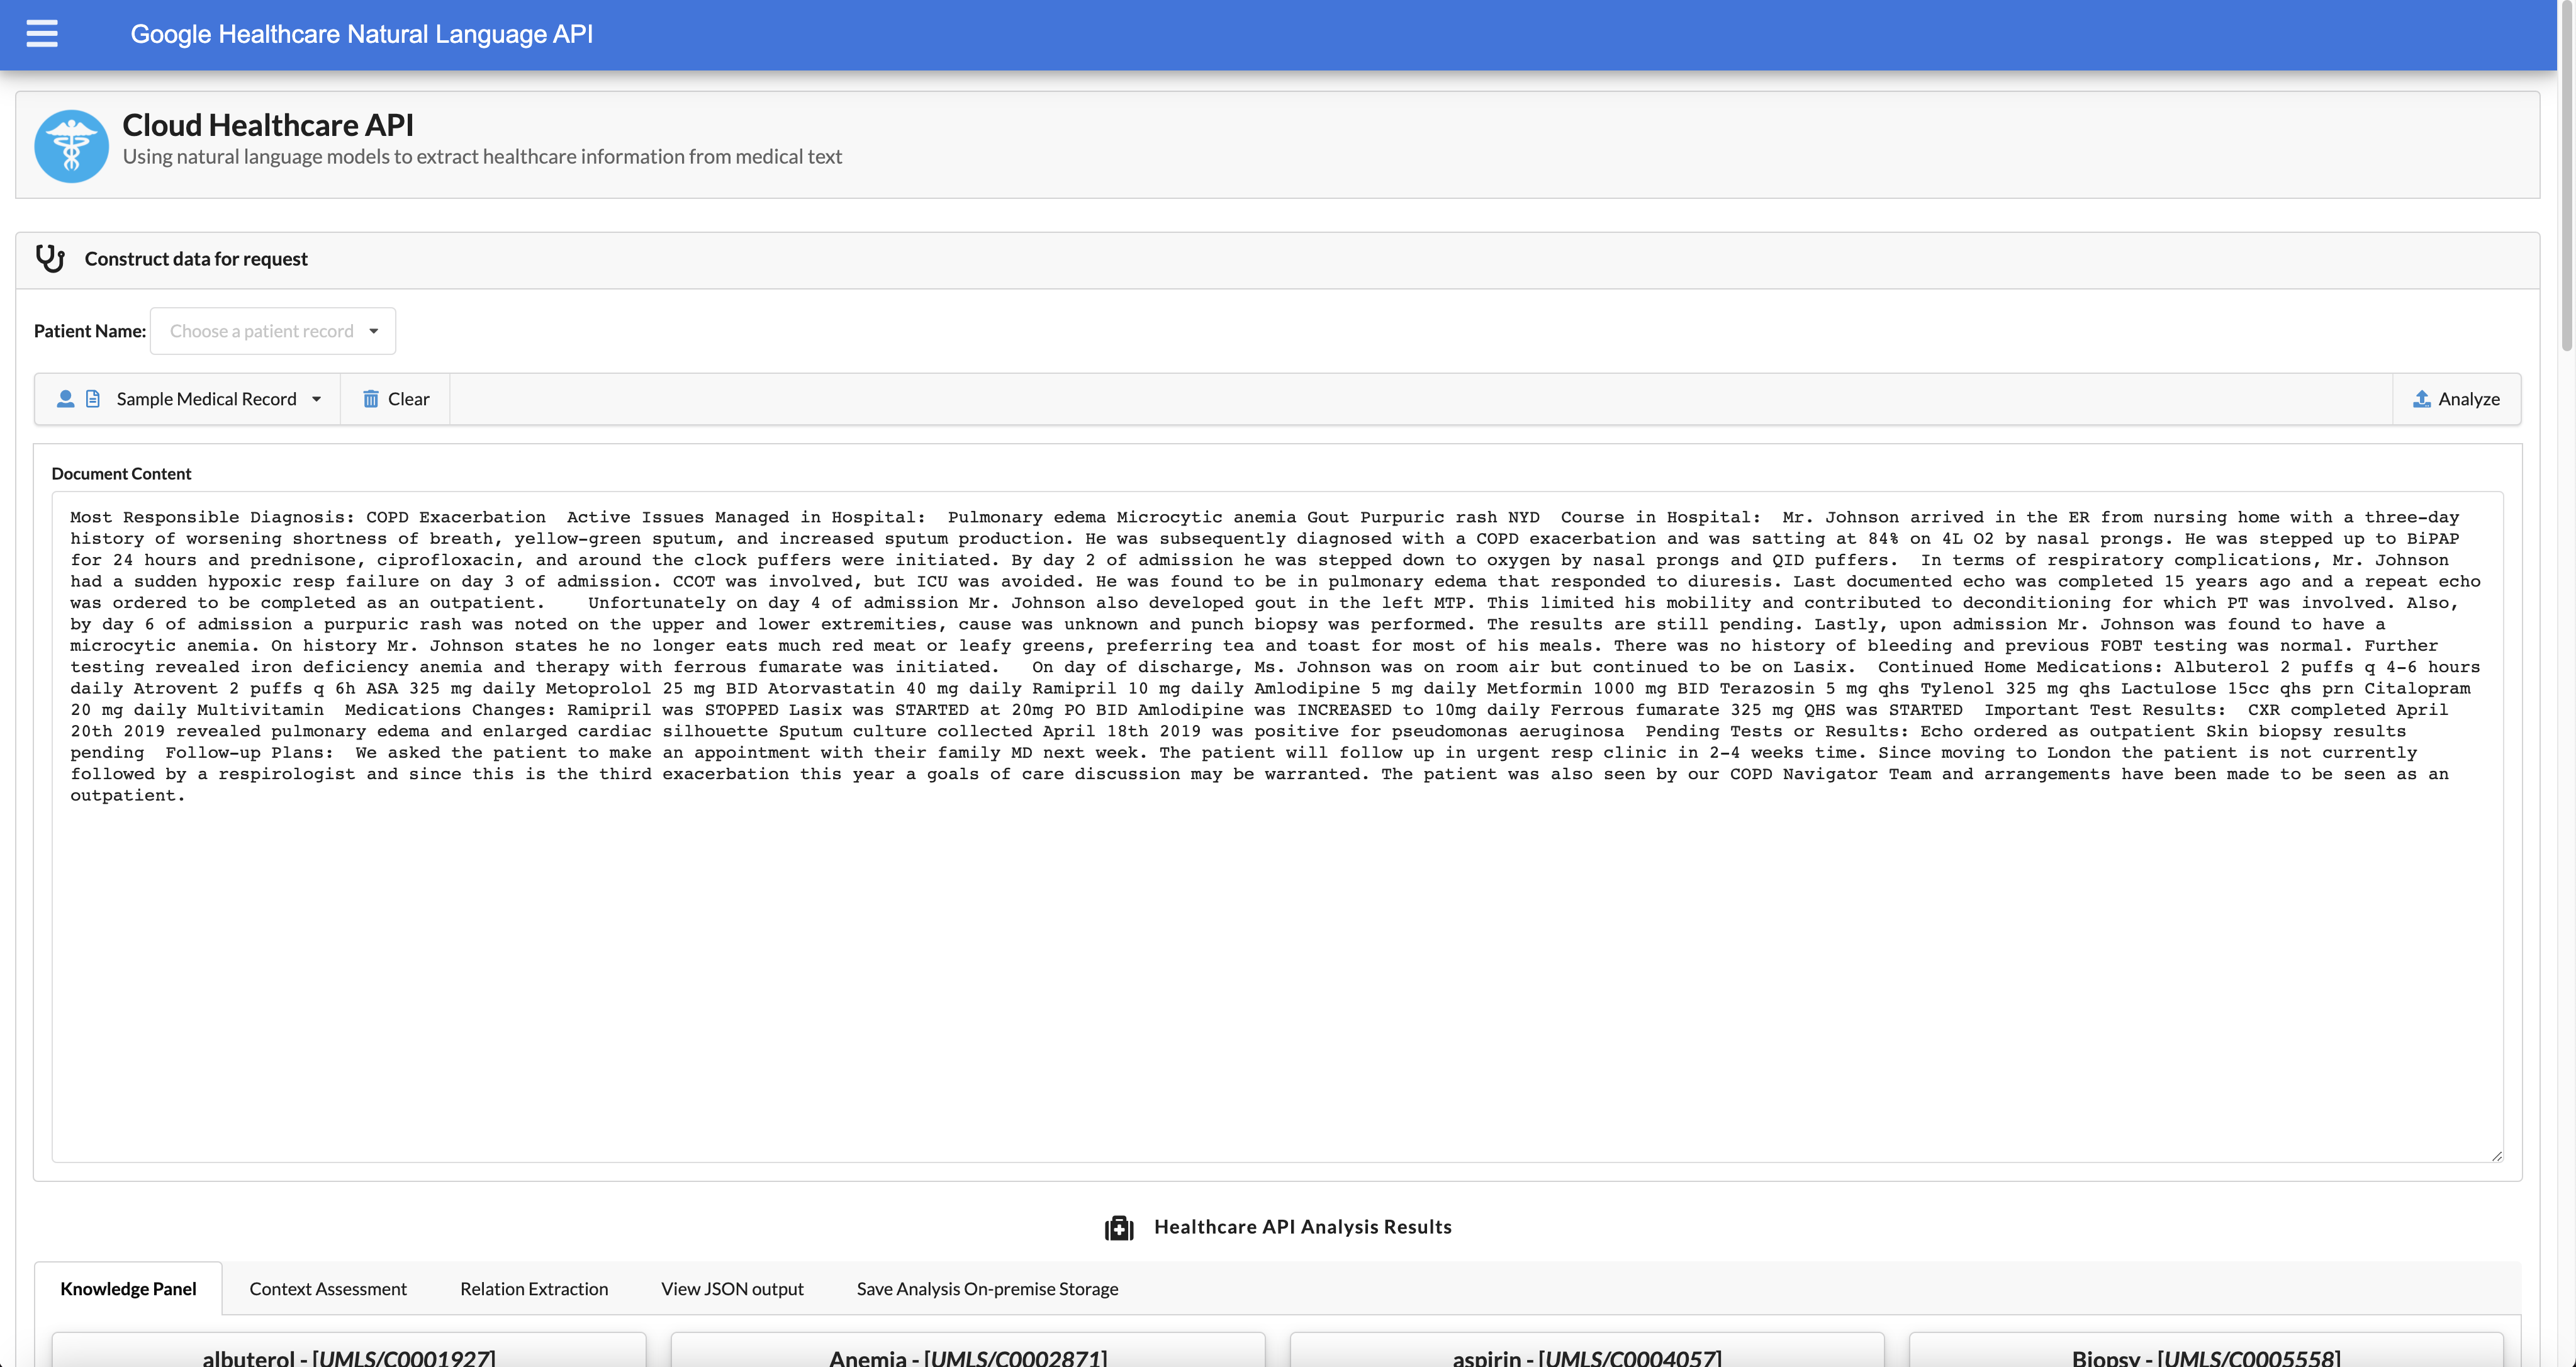 Google Healthcare Natural Language API
Cloud Healthcare API
Using natural language models to extract healthcare information from medical text
Construct data for request
Patient Name: Choose a patient record
Sample Medical Record Clear Analyze
Document Content
Most Responsible Diagnosis: COPD Exacerbation  Active Issues Managed in Hospital:  Pulmonary edema Microcytic anemia Gout Purpuric rash NYD  Course in Hospital:  Mr. Johnson arrived in the ER from nursing home with a three-day
history of worsening shortness of breath, yellow-green sputum, and increased sputum production. He was subsequently diagnosed with a COPD exacerbation and was satting at 84% on 4L O2 by nasal prongs. He was stepped up to BiPAP
for 24 hours and prednisone, ciprofloxacin, and around the clock puffers were initiated. By day 2 of admission he was stepped down to oxygen by nasal prongs and QID puffers.  In terms of respiratory complications, Mr. Johnson
had a sudden hypoxic resp failure on day 3 of admission. CCOT was involved, but ICU was avoided. He was found to be in pulmonary edema that responded to diuresis. Last documented echo was completed 15 years ago and a repeat echo
was ordered to be completed as an outpatient.    Unfortunately on day 4 of admission Mr. Johnson also developed gout in the left MTP. This limited his mobility and contributed to deconditioning for which PT was involved. Also,
by day 6 of admission a purpuric rash was noted on the upper and lower extremities, cause was unknown and punch biopsy was performed. The results are still pending. Lastly, upon admission Mr. Johnson was found to have a
microcytic anemia. On history Mr. Johnson states he no longer eats much red meat or leafy greens, preferring tea and toast for most of his meals. There was no history of bleeding and previous FOBT testing was normal. Further
testing revealed iron deficiency anemia and therapy with ferrous fumarate was initiated.   On day of discharge, Ms. Johnson was on room air but continued to be on Lasix.  Continued Home Medications: Albuterol 2 puffs q 4-6 hours
daily Atrovent 2 puffs q 6h ASA 325 mg daily Metoprolol 25 mg BID Atorvastatin 40 mg daily Ramipril 10 mg daily Amlodipine 5 mg daily Metformin 1000 mg BID Terazosin 5 mg qhs Tylenol 325 mg qhs Lactulose 15cc qhs prn Citalopram
20 mg daily Multivitamin  Medications Changes: Ramipril was STOPPED Lasix was STARTED at 20mg PO BID Amlodipine was INCREASED to 10mg daily Ferrous fumarate 325 mg QHS was STARTED  Important Test Results:  CXR completed April
20th 2019 revealed pulmonary edema and enlarged cardiac silhouette Sputum culture collected April 18th 2019 was positive for pseudomonas aeruginosa  Pending Tests or Results: Echo ordered as outpatient Skin biopsy results
pending  Follow-up Plans:  We asked the patient to make an appointment with their family MD next week. The patient will follow up in urgent resp clinic in 2-4 weeks time. Since moving to London the patient is not currently
followed by a respirologist and since this is the third exacerbation this year a goals of care discussion may be warranted. The patient was also seen by our COPD Navigator Team and arrangements have been made to be seen as an
outpatient.
Healthcare API Analysis Results
Knowledge Panel Context Assessment Relation Extraction View JSON output Save Analysis On-premise Storage
albuterol - [UMLS/C0001927] Anemia - [UMLS/C0002871] aspirin - [UMLS/C0004057] Biopsy - [UMLS/C0005558]